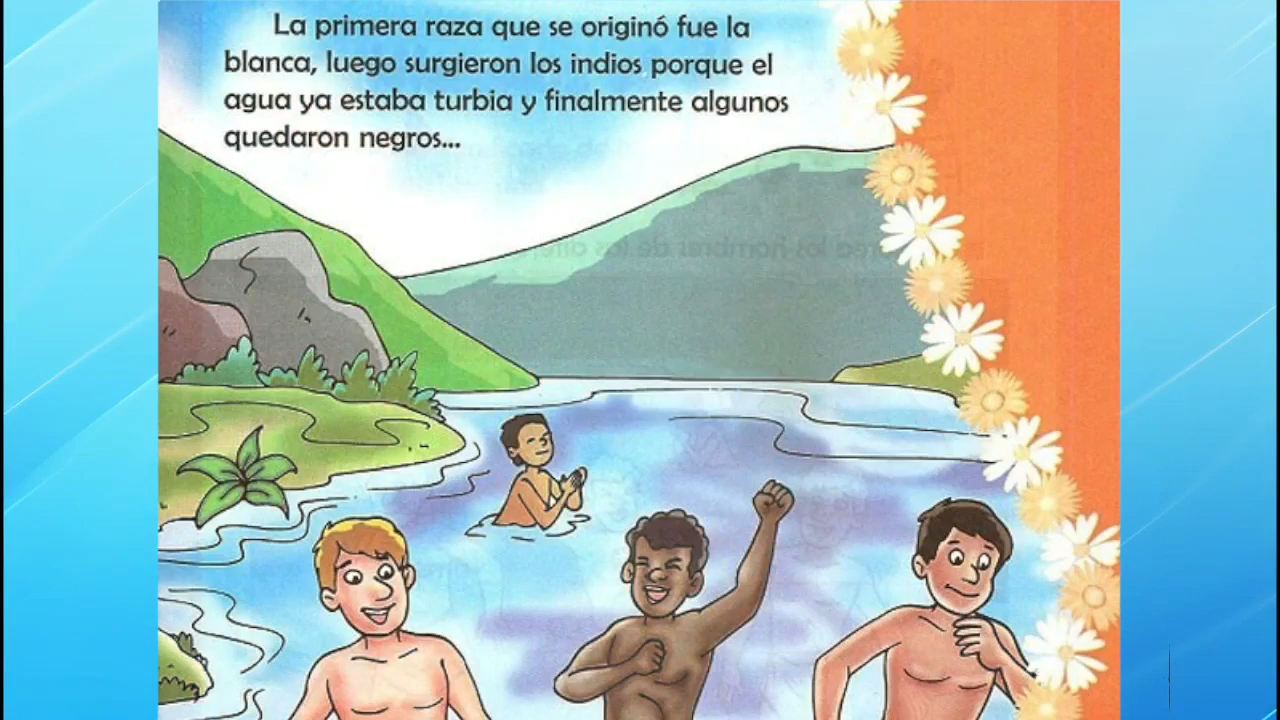 La primera raza que se originó fue la
blanca, luego surgieron los indios porque el
agua ya estaba turbia y finalmente algunos
quedaron negros...